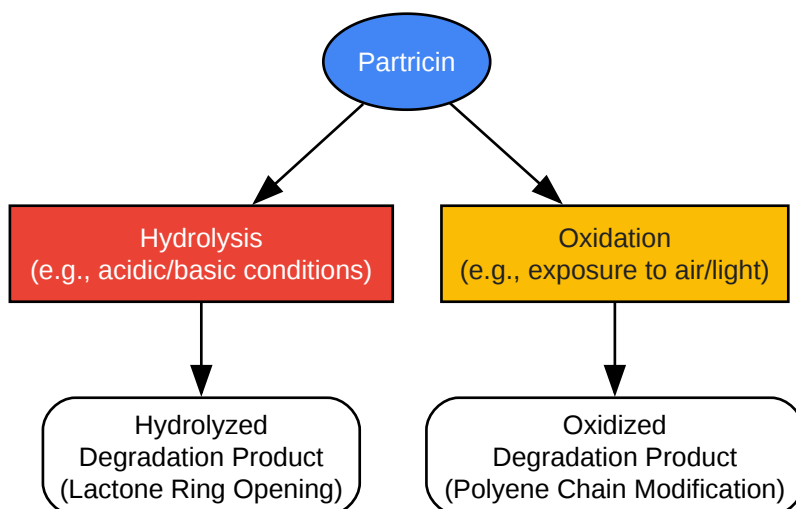 Partricin
Hydrolysis
(e.g., acidic/basic conditions)
Oxidation
(e.g., exposure to air/light)
Hydrolyzed
Degradation Product
(Lactone Ring Opening)
Oxidized
Degradation Product
(Polyene Chain Modification)